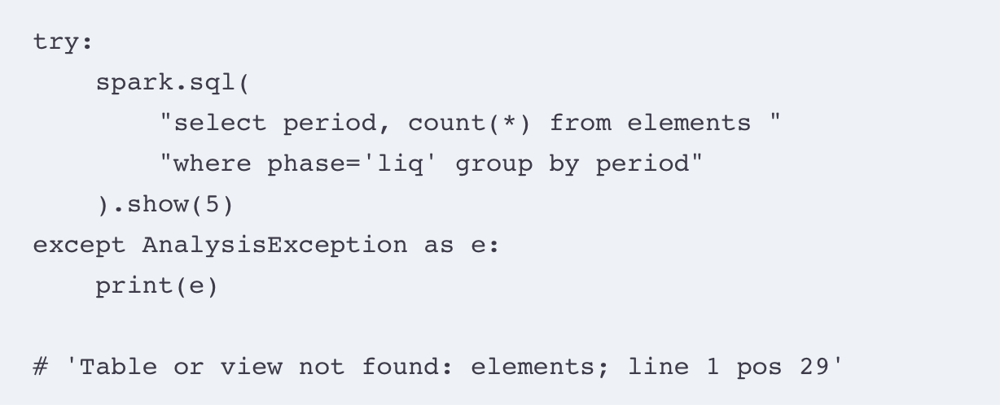 try:
    spark.sql(
        "select period, count(*) from elements "
        "where phase='liq' group by period"
    ).show(5)
except AnalysisException as e:
    print(e)

# 'Table or view not found: elements; line 1 pos 29'